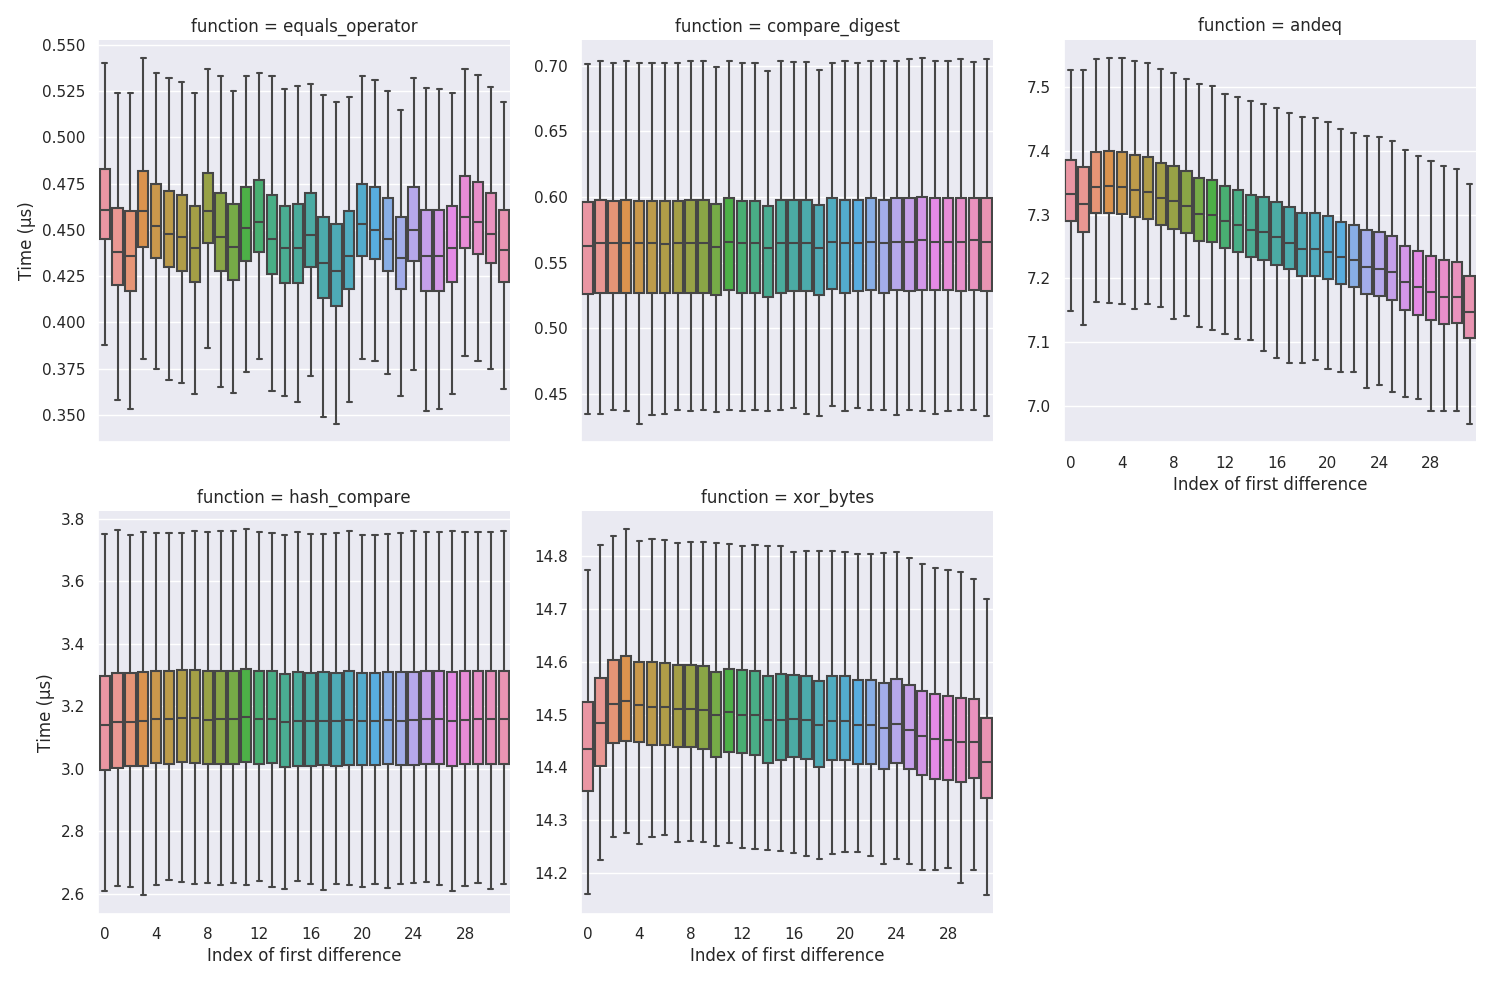 function = equals_operator
0.550
0.525
0.500
0.475
0.450
0.425
0.400
0.375
0.350
Time (µs)
function = compare_digest
0.70
0.65
0.60
0.55
0.50
0.45
function = andeq
7.5
7.4
7.3
7.2
7.1
7.0
0 4 8 12 16 20 24 28
Index of first difference
function = hash_compare
3.8
3.6
3.4
3.2
3.0
2.8
2.6
Time (µs)
0 4 8 12 16 20 24 28
Index of first difference
function = xor_bytes
14.8
14.7
14.6
14.5
14.4
14.3
14.2
0 4 8 12 16 20 24 28
Index of first difference